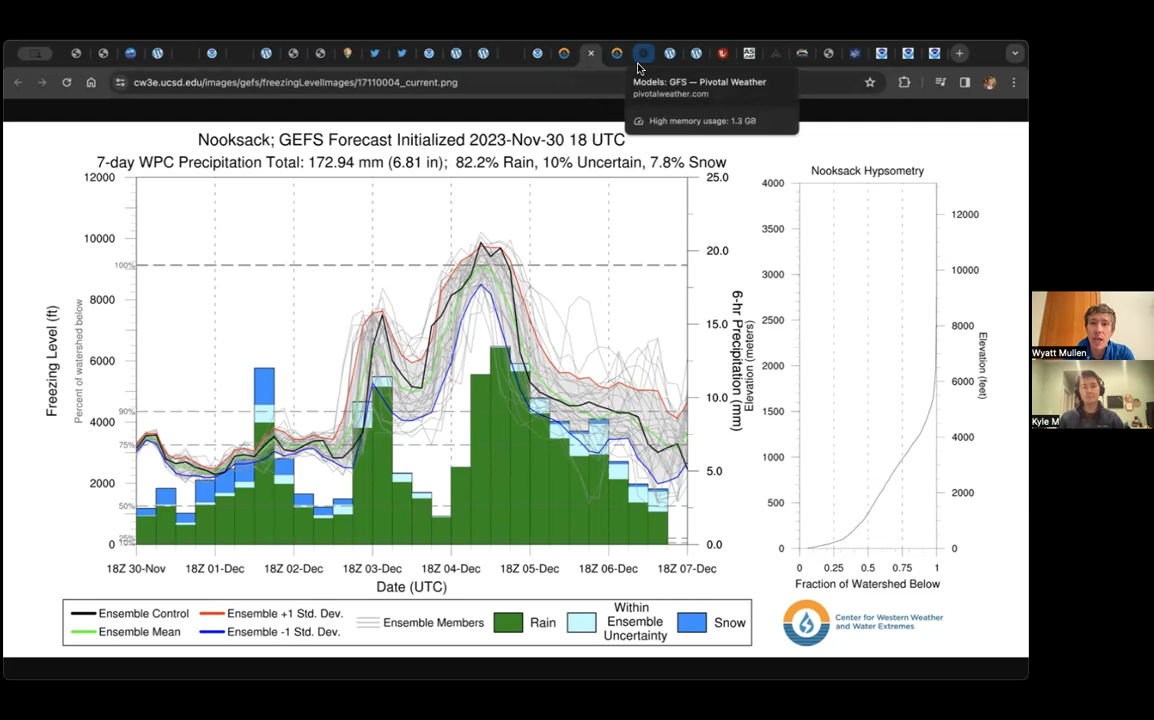 cw3e.ucsd.edu/images/gefs/freezingLevelImages/17110004_current.png
Models: GFS — Pivotal Weather
pivotalweather.com
High memory usage: 1.3 GB
Nooksack; GEFS Forecast Initialized 2023-Nov-30 18 UTC
7-day WPC Precipitation Total: 172.94 mm (6.81 in); 82.2% Rain, 10% Uncertain, 7.8% Snow
12000
10000
8000
6000
4000
2000
0
Freezing Level (ft)
Percent of watershed below
100%
90%
75%
50%
25%
25.0
20.0
15.0
10.0
5.0
0.0
6-hr Precipitation (mm)
18Z 30-Nov
18Z 01-Dec
18Z 02-Dec
18Z 03-Dec
18Z 04-Dec
18Z 05-Dec
18Z 06-Dec
18Z 07-Dec
Date (UTC)
Ensemble Control
Ensemble +1 Std. Dev.
Ensemble Mean
Ensemble -1 Std. Dev.
Ensemble Members
Rain
Within
Ensemble
Uncertainty
Snow
Nooksack Hypsometry
4000
3500
3000
2500
2000
1500
1000
500
0
Elevation (meters)
12000
10000
8000
6000
4000
2000
0
Elevation (feet)
0
0.25
0.5
0.75
1
Fraction of Watershed Below
Center for Western Weather
and Water Extremes
Wyatt Mullen
Kyle M